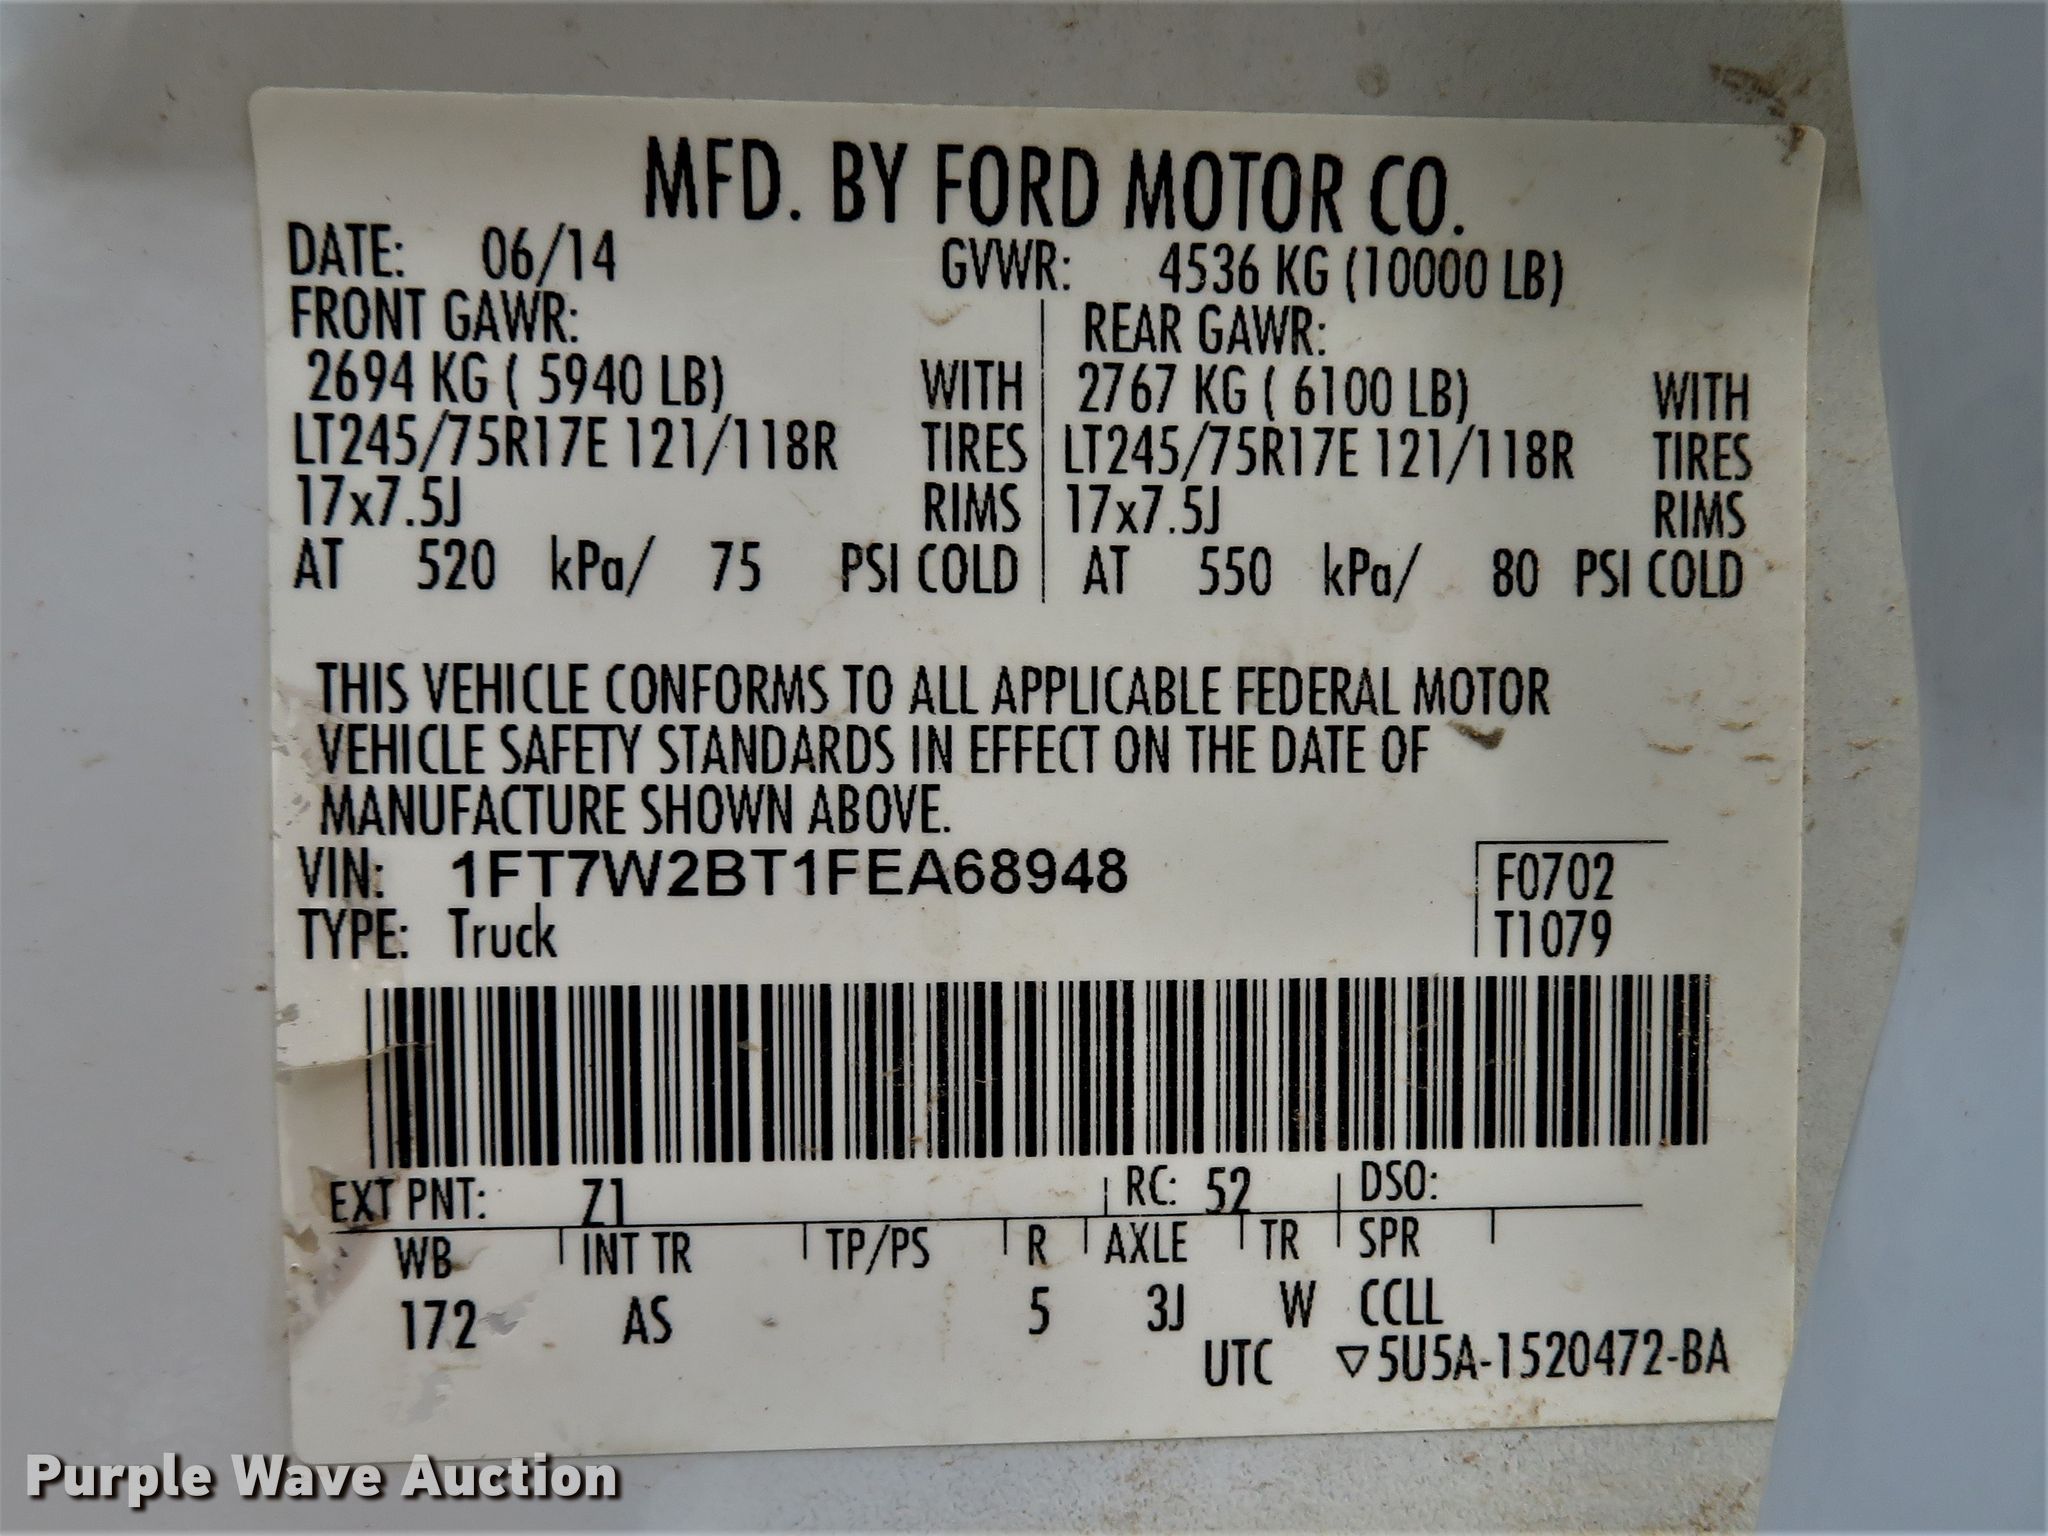 MFD. BY FORD MOTOR CO.
DATE: 06/14 GVWR: 4536 KG (10000 LB)
FRONT GAWR: REAR GAWR:
2694 KG ( 5940 LB) WITH 2767 KG ( 6100 LB) WITH
LT245/75R17E 121/118R TIRES LT245/75R17E 121/118R TIRES
17x7.5J RIMS 17x7.5J RIMS
AT 520 kPa/ 75 PSI COLD AT 550 kPa/ 80 PSI COLD
THIS VEHICLE CONFORMS TO ALL APPLICABLE FEDERAL MOTOR
VEHICLE SAFETY STANDARDS IN EFFECT ON THE DATE OF
MANUFACTURE SHOWN ABOVE.
VIN: 1FT7W2BT1FEA68948 F0702
TYPE: Truck T1079
EXT PNT: Z1 RC: 52 DSO:
WB INT TR TP/PS R AXLE TR SPR
172 AS 5 3J W CCLL
UTC ▽5U5A-1520472-BA
Purple Wave Auction